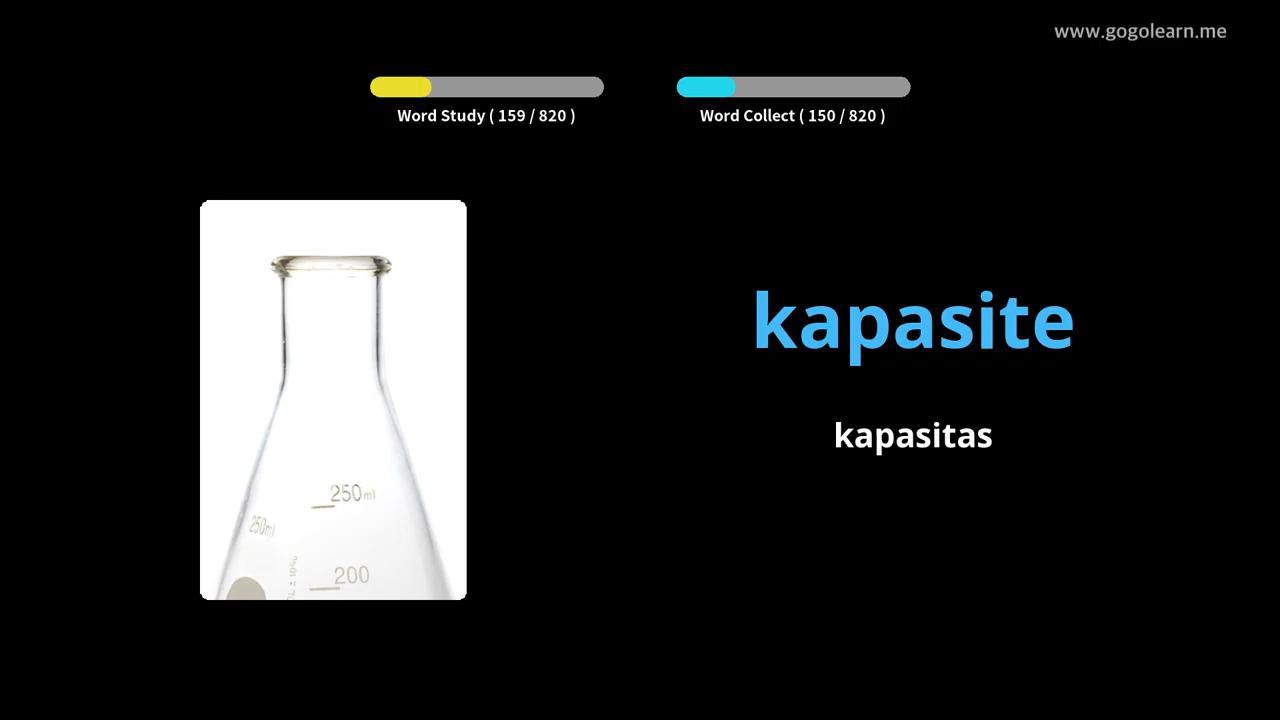 www.gogolearn.me
Word Study ( 159 / 820 )
Word Collect ( 150 / 820 )
kapasite
kapasitas
250ml
250ml
200